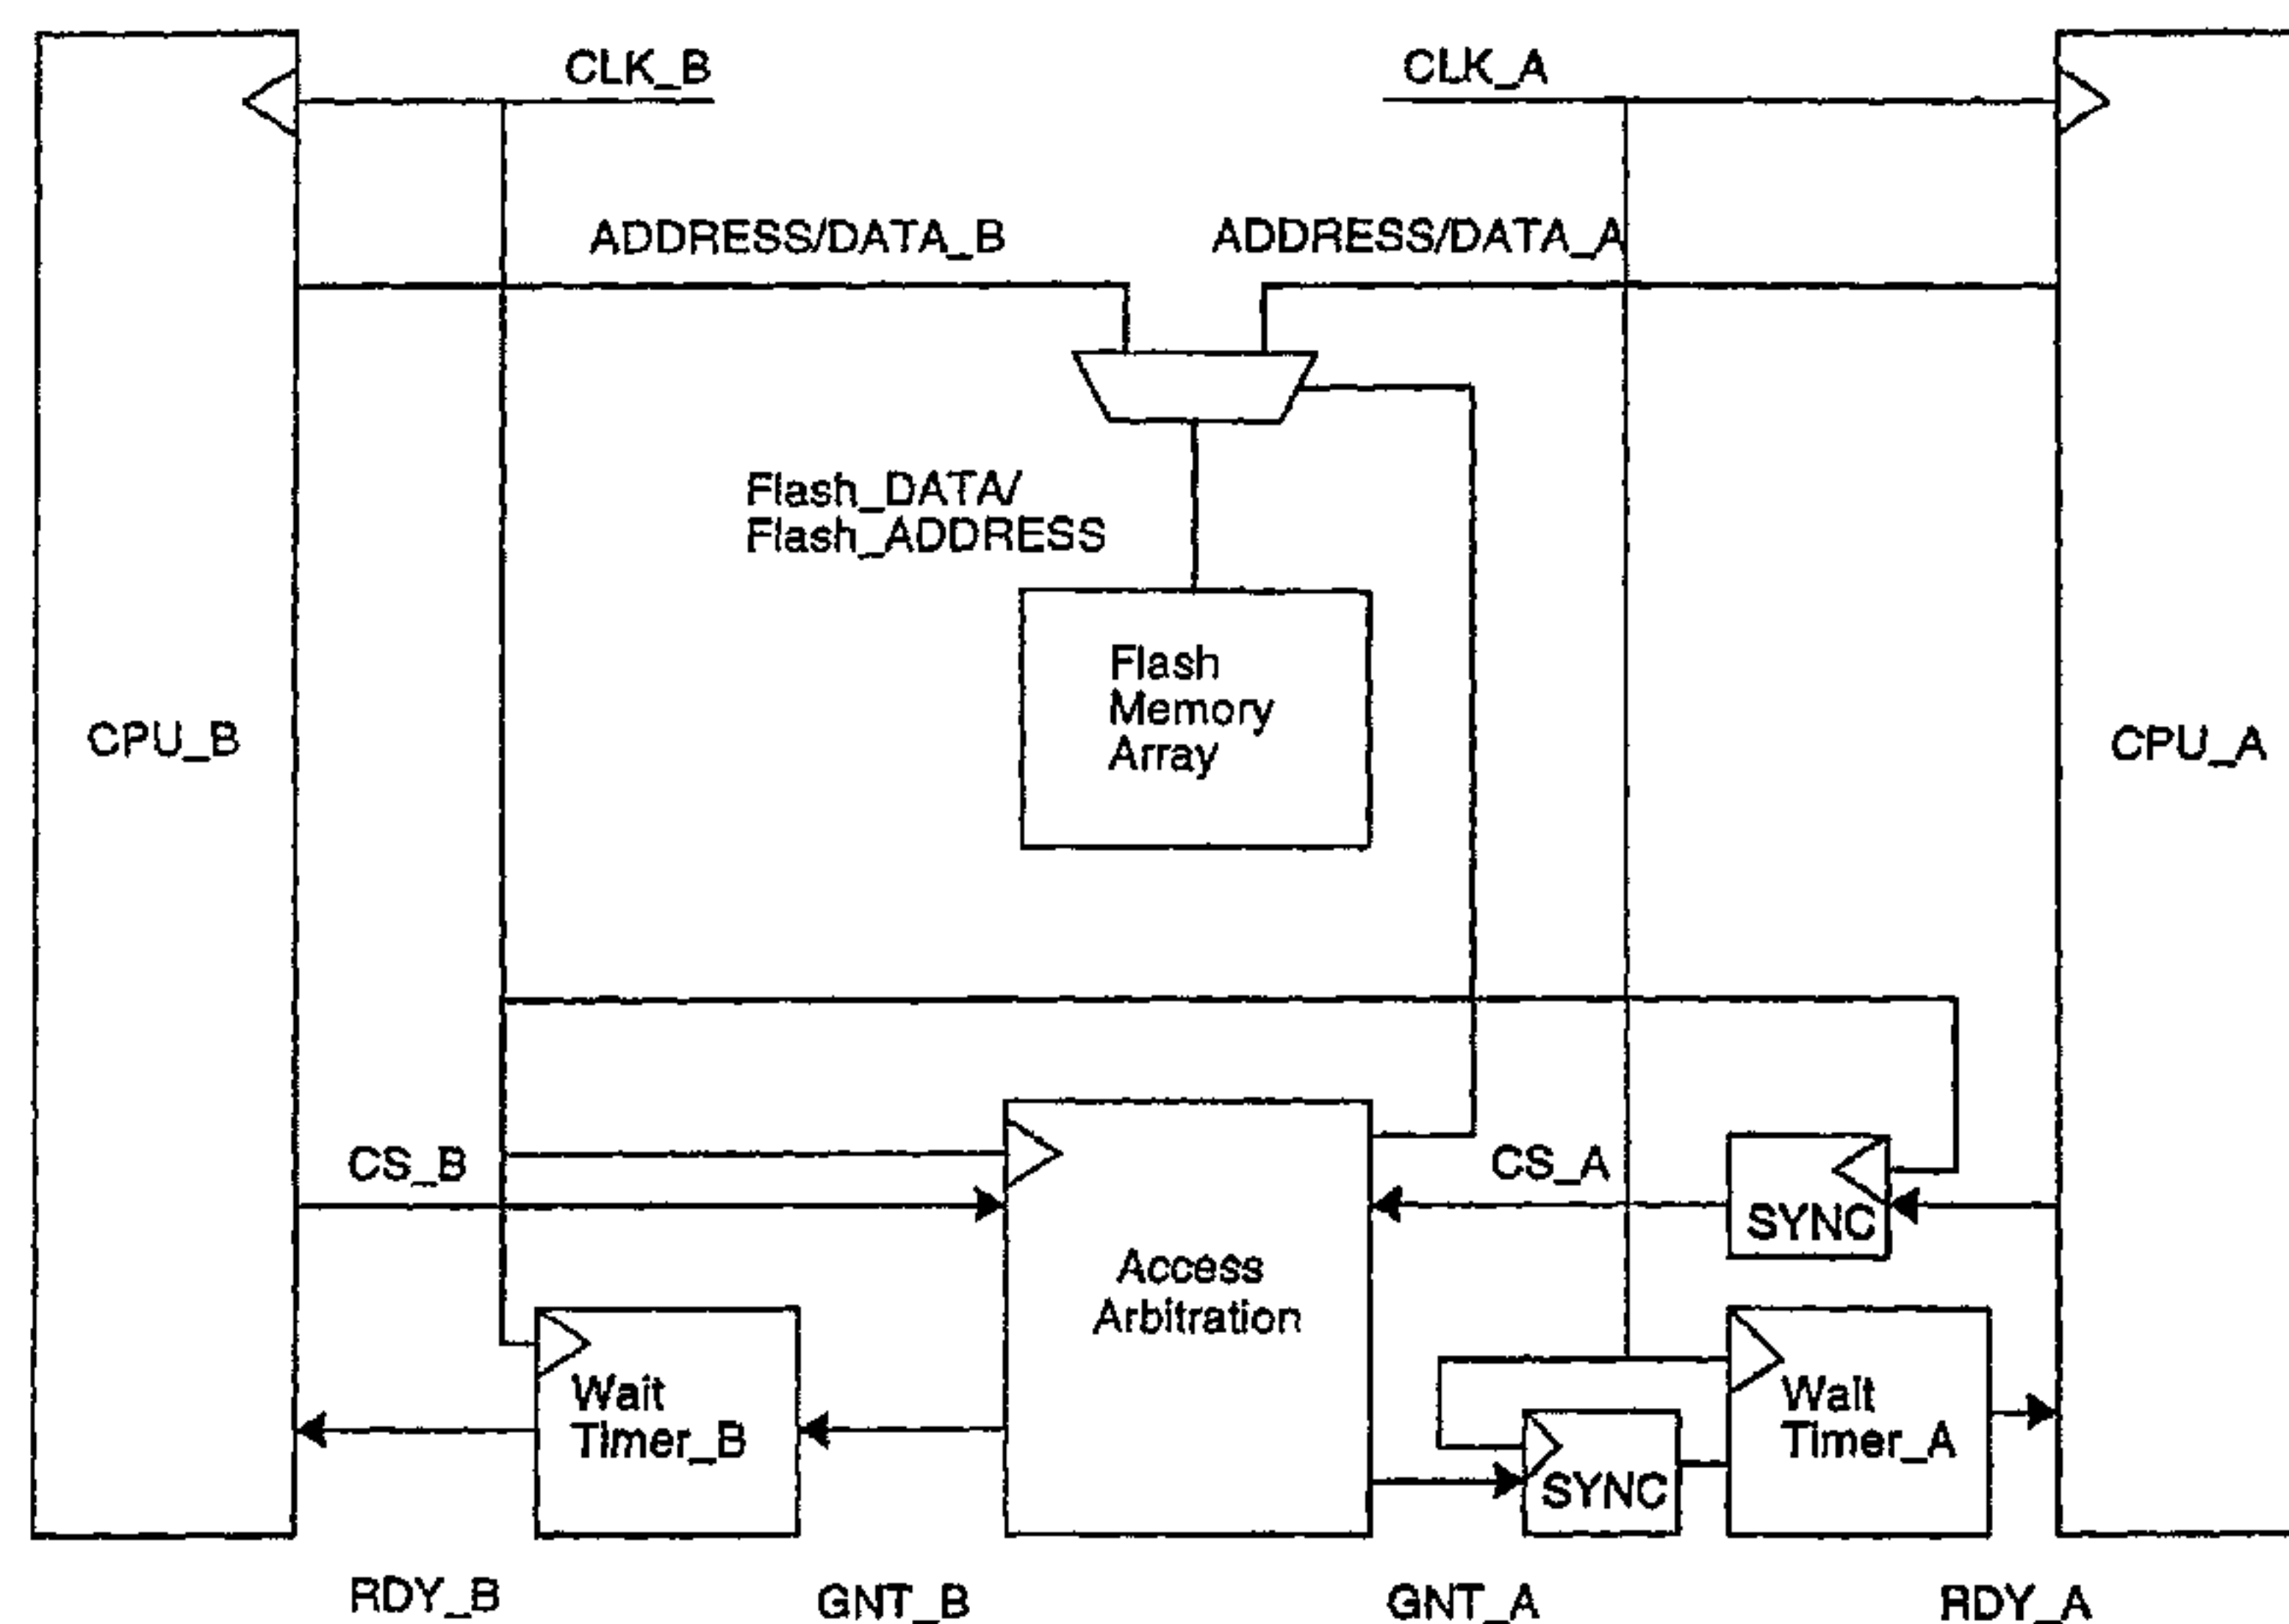 CLK_B
CLK_A
ADDRESS/DATA_B
ADDRESS/DATA_A
Flash_DATA/
Flash_ADDRESS
Flash
Memory
Array
CPU_B
CPU_A
CS_B
CS_A
SYNC
Access
Arbitration
Wait
Timer_B
Wait
Timer_A
SYNC
RDY_B
GNT_B
GNT_A
RDY_A